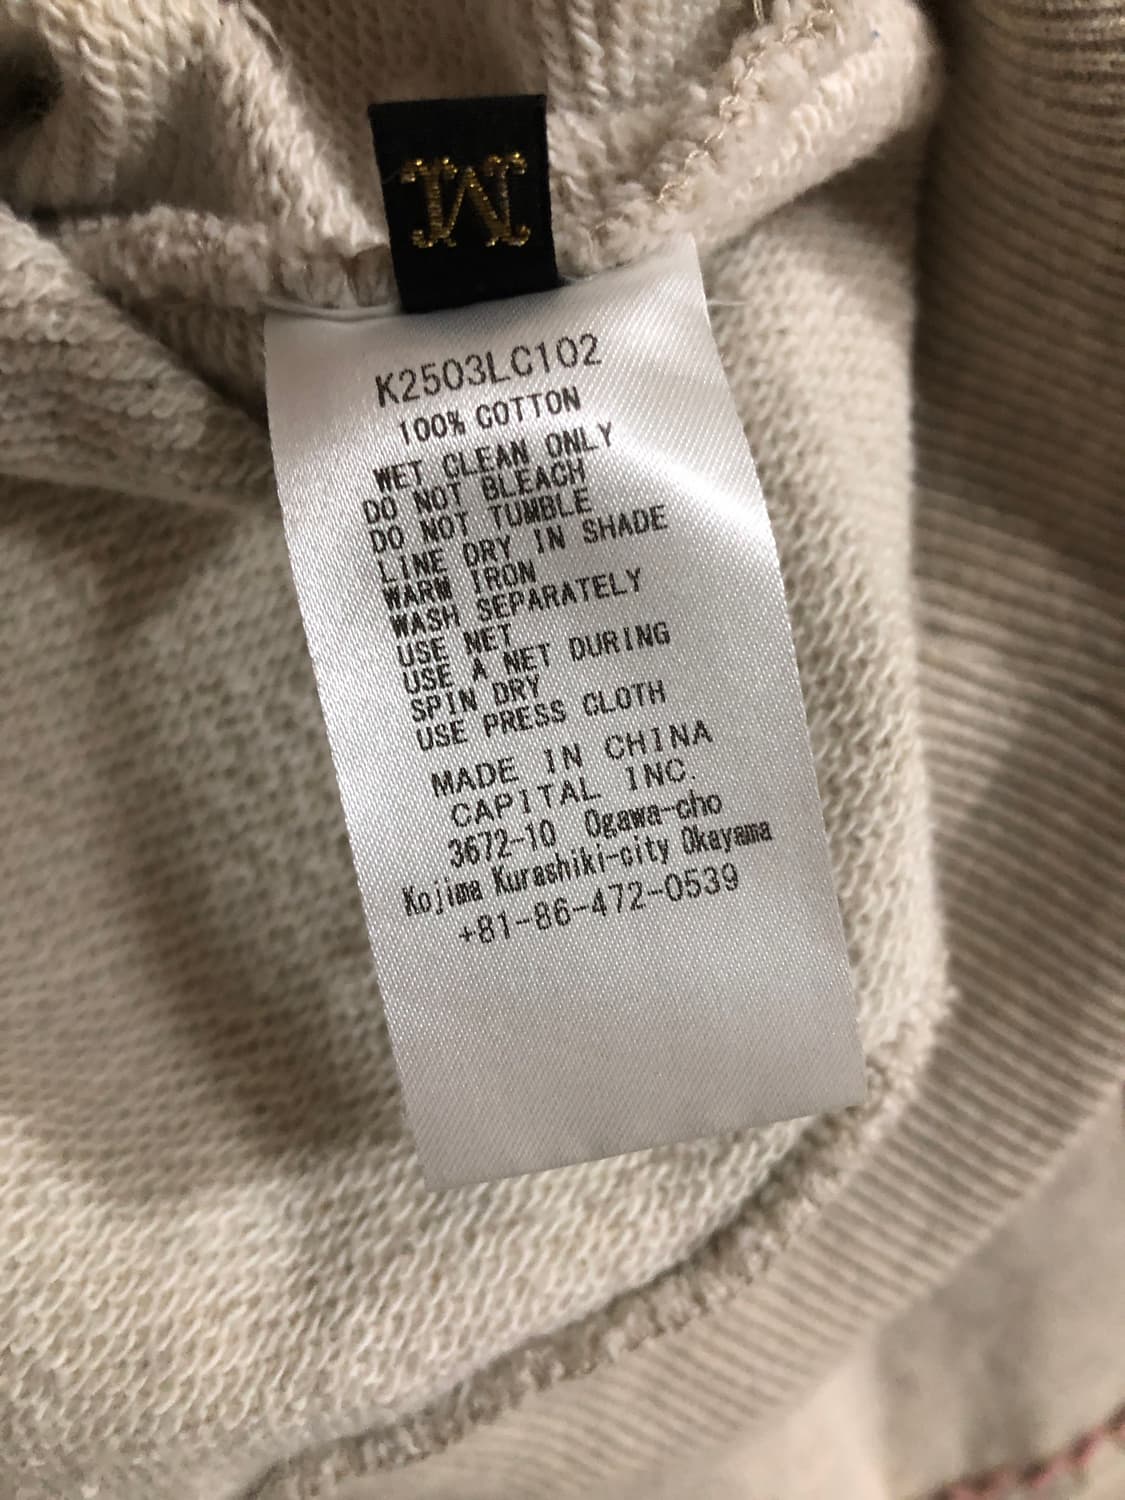 M
K2503LC102
100% COTTON
WET CLEAN ONLY
DO NOT BLEACH
DO NOT TUMBLE
LINE DRY IN SHADE
WARM IRON
WASH SEPARATELY
USE NET
USE A NET DURING
SPIN DRY
USE PRESS CLOTH
MADE IN CHINA
CAPITAL INC.
3672-10 Ogawa-cho
Kojima Kurashiki-city Okayama
+81-86-472-0539